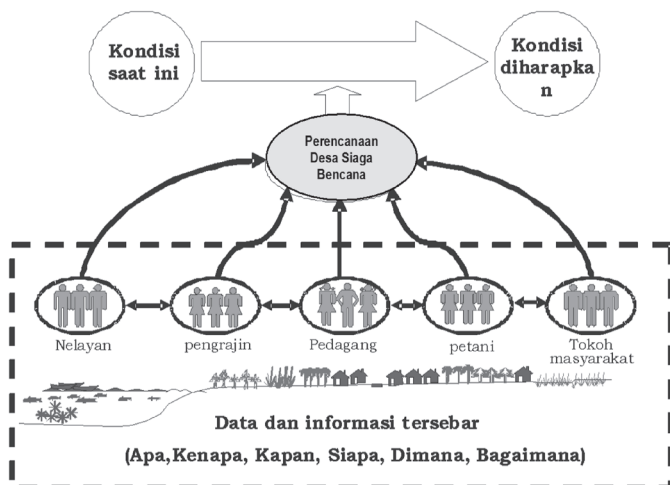 Kondisi
saat ini
Kondisi
diharapka
n
Perencanaan
Desa Siaga
Bencana
Nelayan
pengrajin
Pedagang
petani
Tokoh
masyarakat
Data dan informasi tersebar
(Apa,Kenapa, Kapan, Siapa, Dimana, Bagaimana)